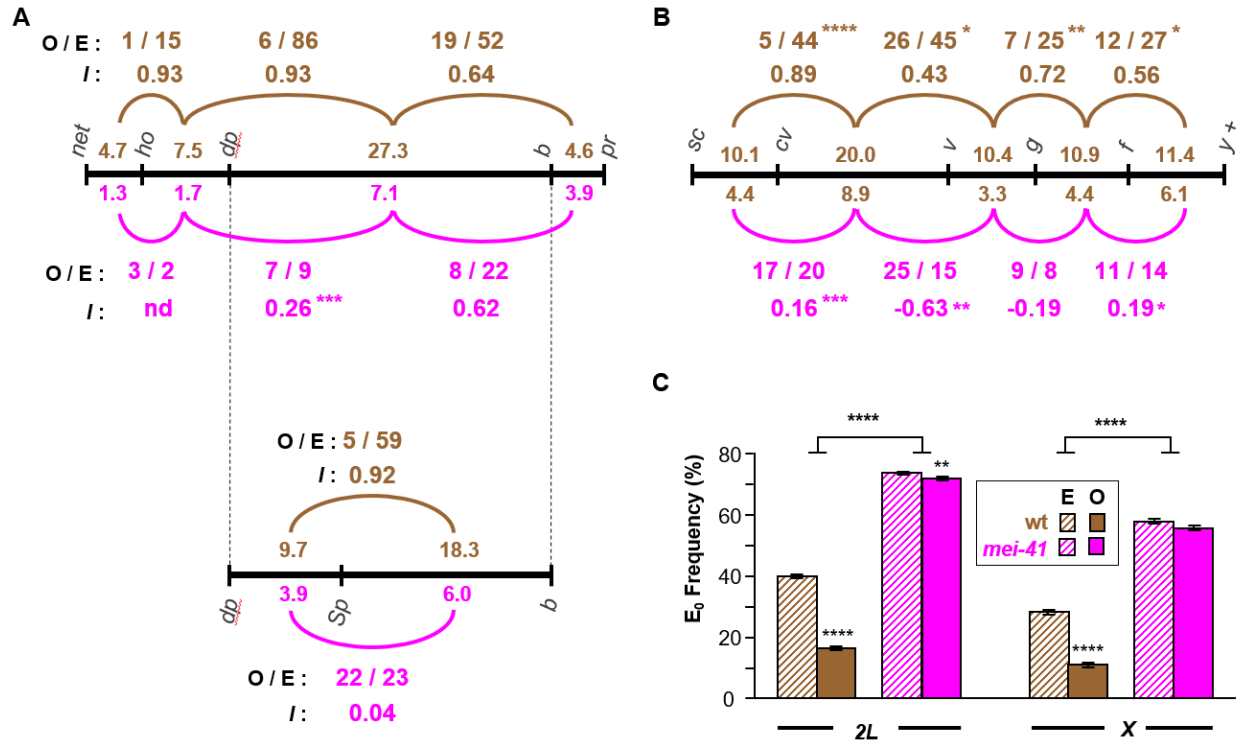 A
O / E : 1 / 15 6 / 86 19 / 52
I : 0.93 0.93 0.64
net ho dp b pr
4.7 7.5 27.3 4.6
1.3 1.7 7.1 3.9
O / E : 3 / 2 7 / 9 8 / 22
I : nd 0.26 *** 0.62
O / E : 5 / 59
I : 0.92
9.7 18.3
3.9 6.0
dp Sp b
O / E : 22 / 23
I : 0.04
B
5 / 44 **** 26 / 45 * 7 / 25 ** 12 / 27 *
0.89 0.43 0.72 0.56
sc cv v g f y +
10.1 20.0 10.4 10.9 11.4
4.4 8.9 3.3 4.4 6.1
17 / 20 25 / 15 9 / 8 11 / 14
0.16 *** -0.63 ** -0.19 0.19 *
C
E0 Frequency (%)
80
60
40
20
0
**** ****
**
**** ****
E O
wt
mei-41
2L X